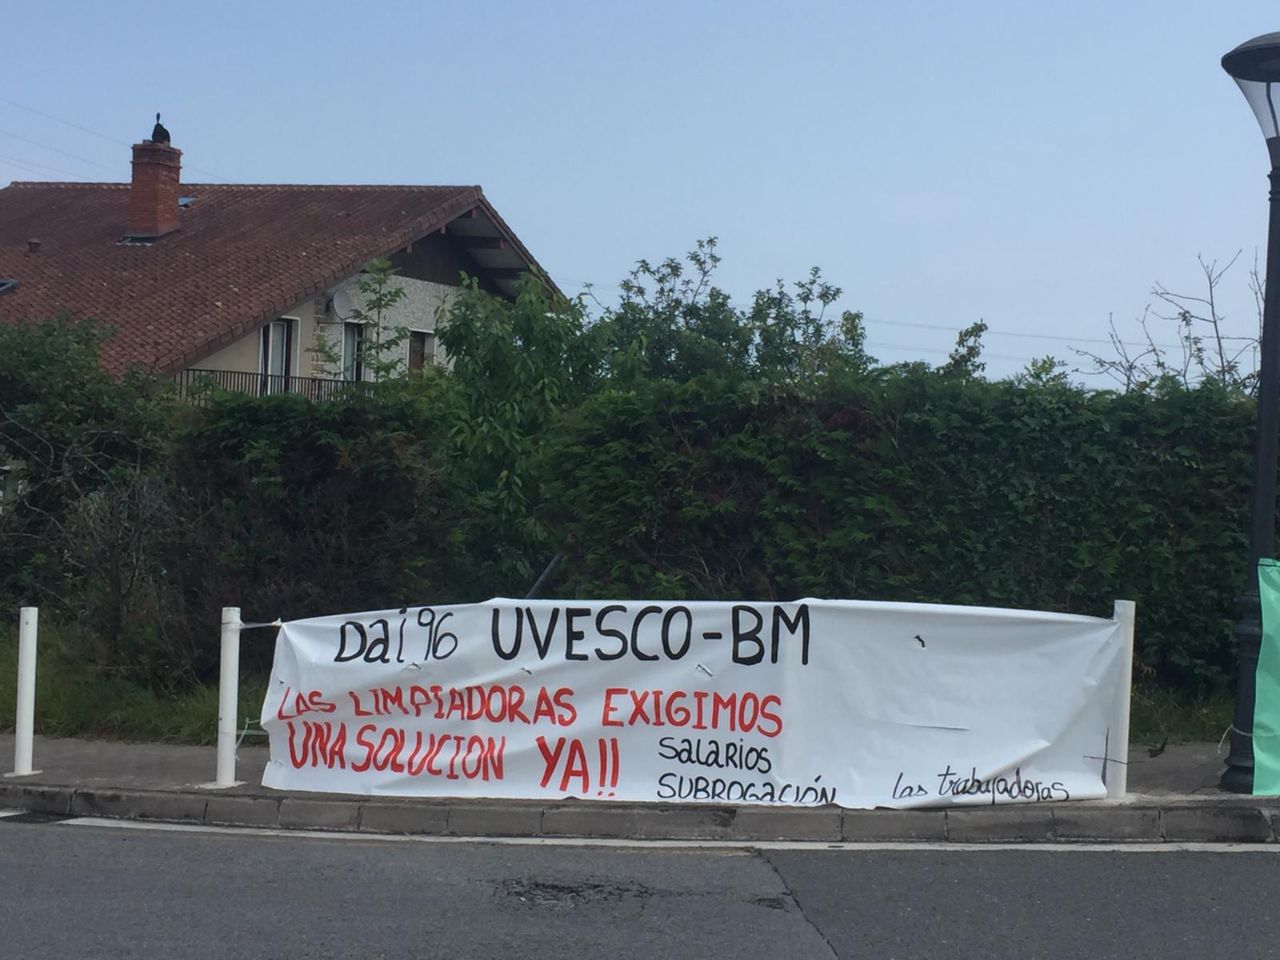 Dai96 UVESCO-BM
LAS LIMPIADORAS EXIGIMOS
UNA SOLUCION YA!!
SaLaRios
SUBROGACIÓN
las trabajadoras